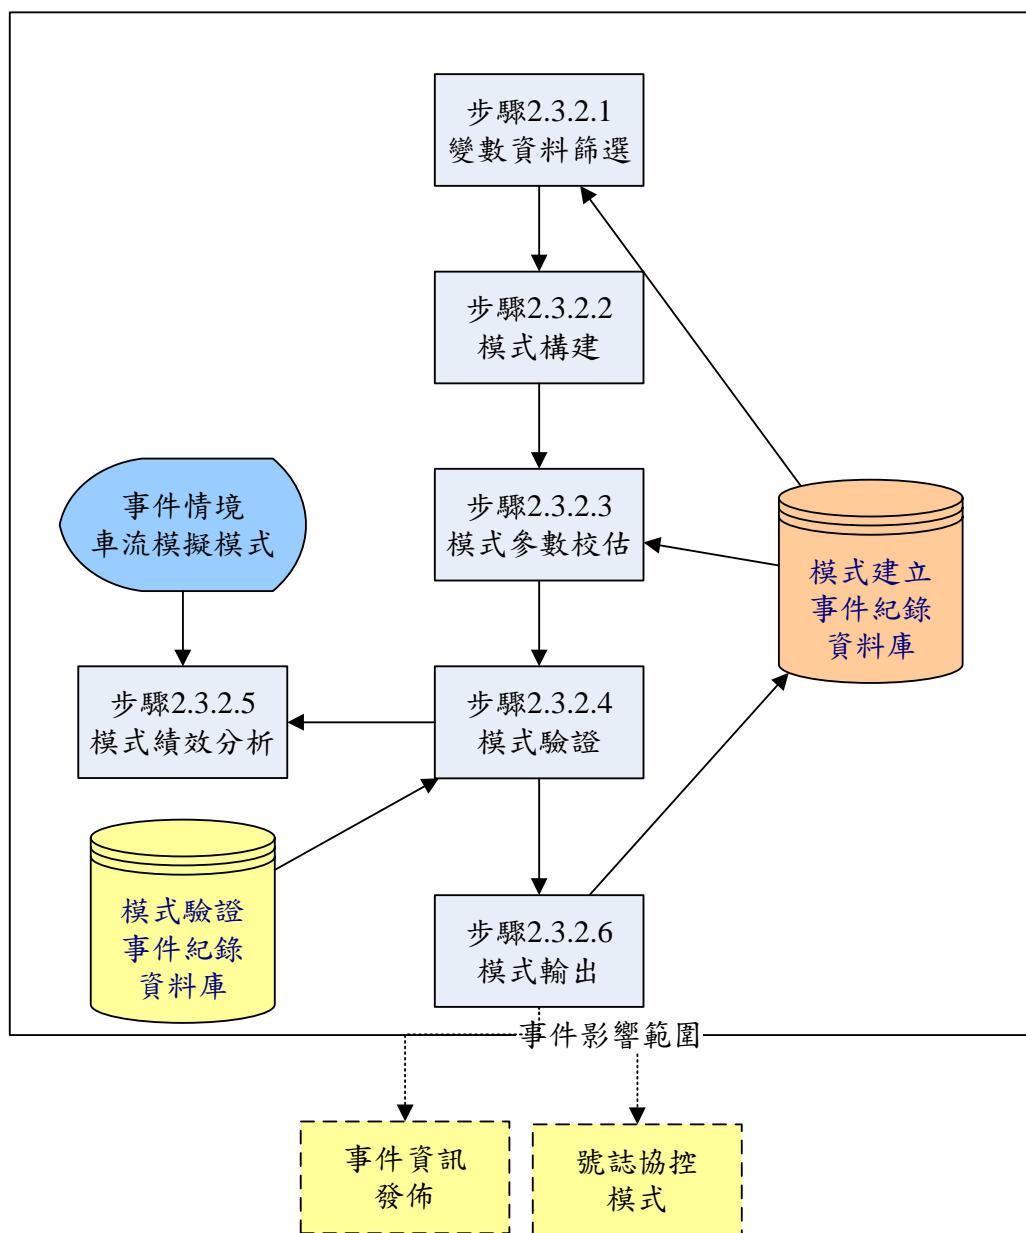 步驟2.3.2.1
變數資料篩選
步驟2.3.2.2
模式構建
步驟2.3.2.3
模式參數校估
事件情境
車流模擬模式
模式建立
事件紀錄
資料庫
步驟2.3.2.5
模式績效分析
步驟2.3.2.4
模式驗證
模式驗證
事件紀錄
資料庫
步驟2.3.2.6
模式輸出
事件影響範圍
事件資訊
發佈
號誌協控
模式